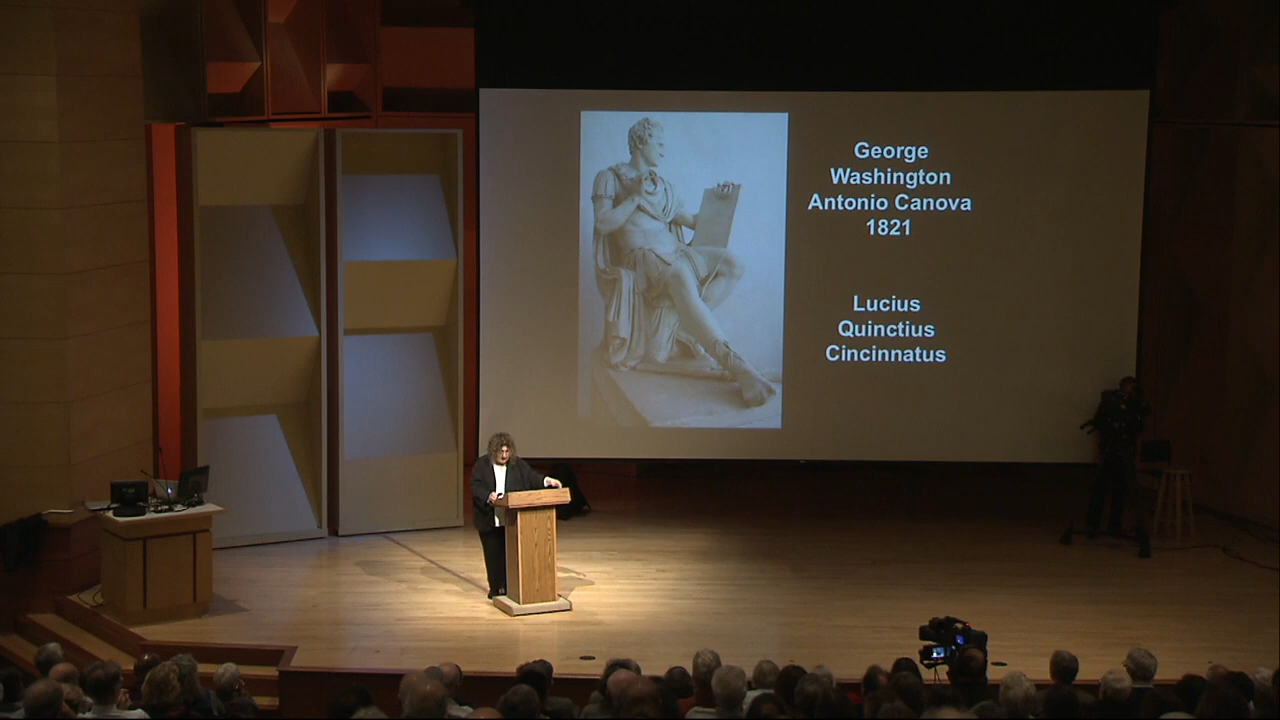 George
Washington
Antonio Canova
1821
Lucius
Quinctius
Cincinnatus